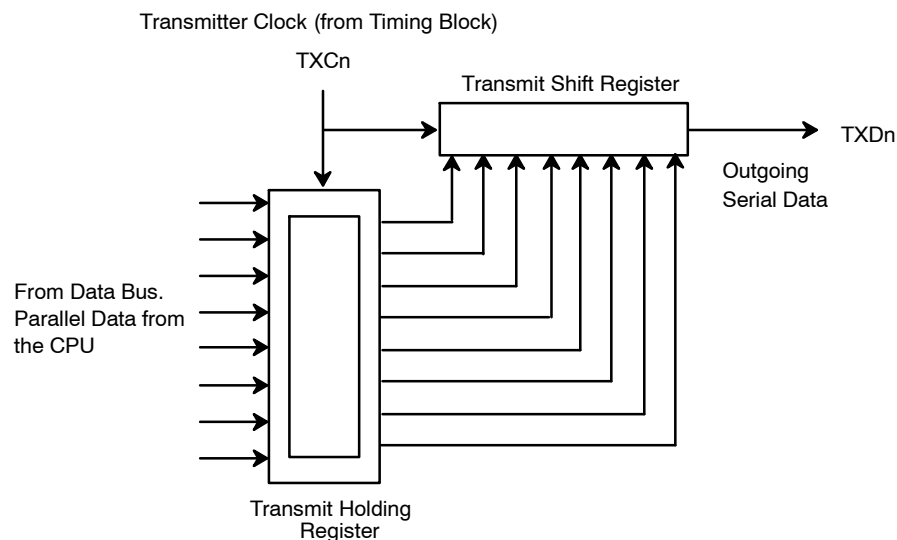 Transmitter Clock (from Timing Block)
TXCn
Transmit Shift Register
TXDn
Outgoing
Serial Data
From Data Bus.
Parallel Data from
the CPU
Transmit Holding
Register